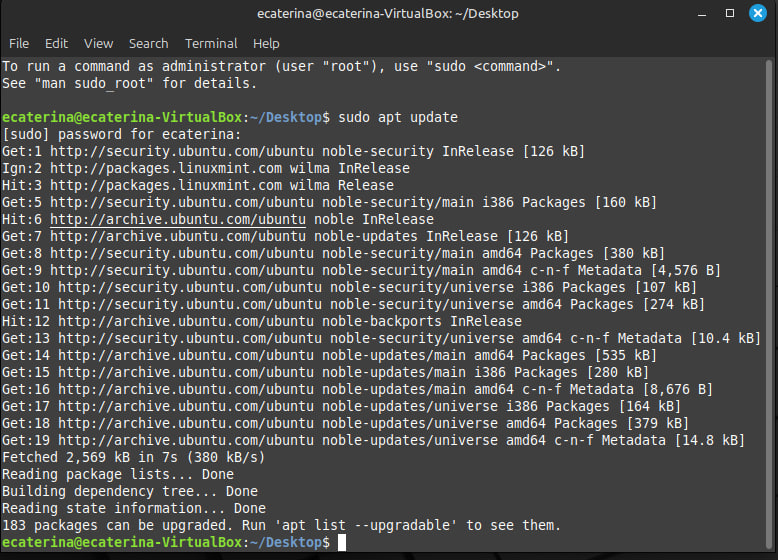 ecaterina@ecaterina-VirtualBox: ~/Desktop
File Edit View Search Terminal Help
To run a command as administrator (user "root"), use "sudo <command>".
See "man sudo_root" for details.
ecaterina@ecaterina-VirtualBox:~/Desktop$ sudo apt update
[sudo] password for ecaterina:
Get:1 http://security.ubuntu.com/ubuntu noble-security InRelease [126 kB]
Ign:2 http://packages.linuxmint.com wilma InRelease
Hit:3 http://packages.linuxmint.com wilma Release
Get:5 http://security.ubuntu.com/ubuntu noble-security/main i386 Packages [160 kB]
Hit:6 http://archive.ubuntu.com/ubuntu noble InRelease
Get:7 http://archive.ubuntu.com/ubuntu noble-updates InRelease [126 kB]
Get:8 http://security.ubuntu.com/ubuntu noble-security/main amd64 Packages [380 kB]
Get:9 http://security.ubuntu.com/ubuntu noble-security/main amd64 c-n-f Metadata [4,576 B]
Get:10 http://security.ubuntu.com/ubuntu noble-security/universe i386 Packages [107 kB]
Get:11 http://security.ubuntu.com/ubuntu noble-security/universe amd64 Packages [274 kB]
Hit:12 http://archive.ubuntu.com/ubuntu noble-backports InRelease
Get:13 http://security.ubuntu.com/ubuntu noble-security/universe amd64 c-n-f Metadata [10.4 kB]
Get:14 http://archive.ubuntu.com/ubuntu noble-updates/main amd64 Packages [535 kB]
Get:15 http://archive.ubuntu.com/ubuntu noble-updates/main i386 Packages [280 kB]
Get:16 http://archive.ubuntu.com/ubuntu noble-updates/main amd64 c-n-f Metadata [8,676 B]
Get:17 http://archive.ubuntu.com/ubuntu noble-updates/universe i386 Packages [164 kB]
Get:18 http://archive.ubuntu.com/ubuntu noble-updates/universe amd64 Packages [379 kB]
Get:19 http://archive.ubuntu.com/ubuntu noble-updates/universe amd64 c-n-f Metadata [14.8 kB]
Fetched 2,569 kB in 7s (380 kB/s)
Reading package lists... Done
Building dependency tree... Done
Reading state information... Done
183 packages can be upgraded. Run 'apt list --upgradable' to see them.
ecaterina@ecaterina-VirtualBox:~/Desktop$